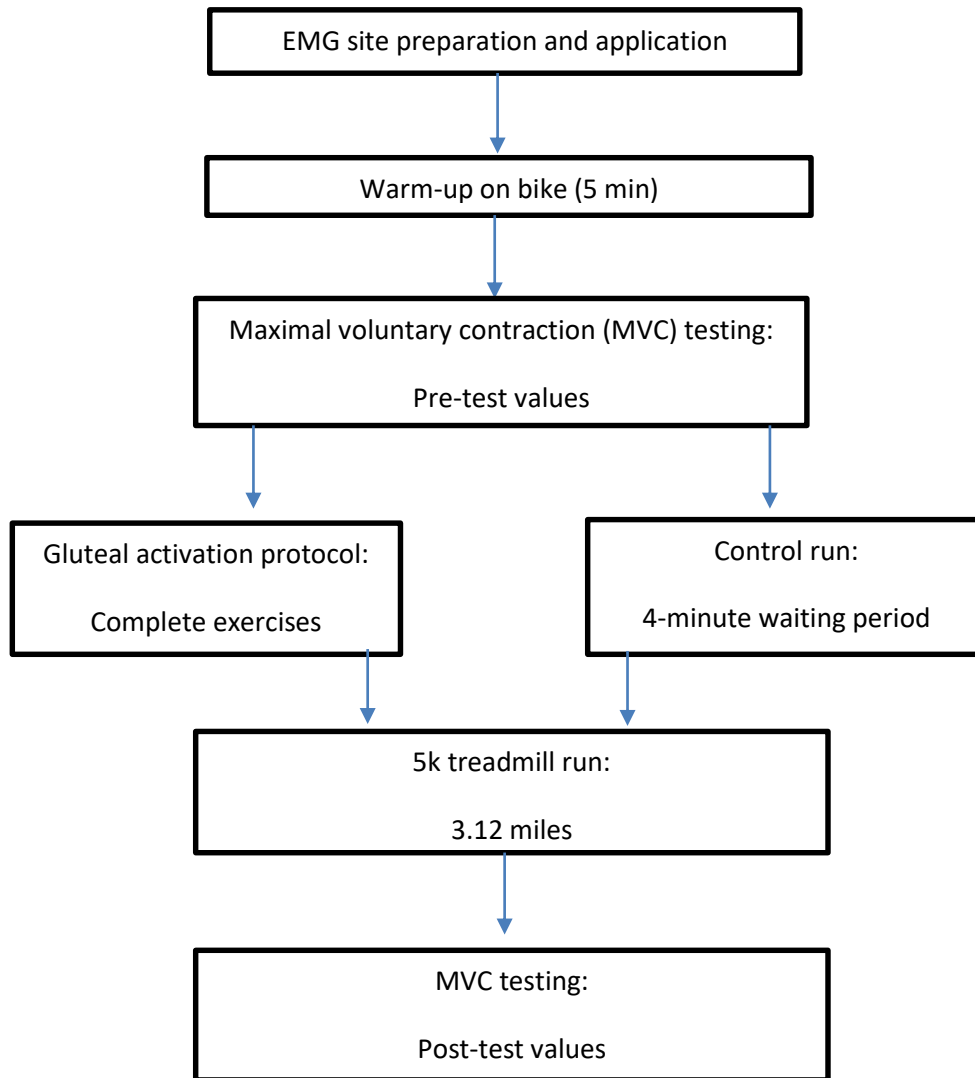 EMG site preparation and application
Warm-up on bike (5 min)
Maximal voluntary contraction (MVC) testing:
Pre-test values
Gluteal activation protocol:
Complete exercises
Control run:
4-minute waiting period
5k treadmill run:
3.12 miles
MVC testing:
Post-test values